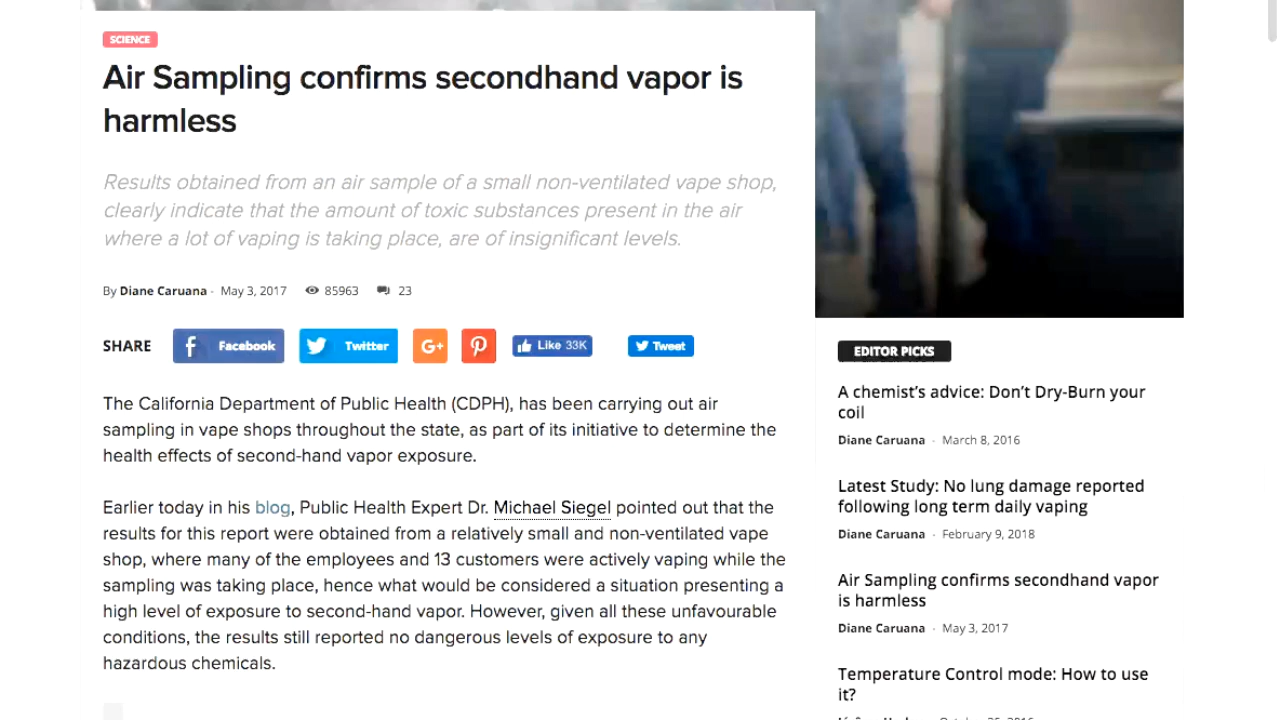 SCIENCE
Air Sampling confirms secondhand vapor is
harmless
Results obtained from an air sample of a small non-ventilated vape shop,
clearly indicate that the amount of toxic substances present in the air
where a lot of vaping is taking place, are of insignificant levels.
By Diane Caruana - May 3, 2017 85963 23
SHARE Facebook Twitter G+ Like 33K Tweet
The California Department of Public Health (CDPH), has been carrying out air
sampling in vape shops throughout the state, as part of its initiative to determine the
health effects of second-hand vapor exposure.
Earlier today in his blog, Public Health Expert Dr. Michael Siegel pointed out that the
results for this report were obtained from a relatively small and non-ventilated vape
shop, where many of the employees and 13 customers were actively vaping while the
sampling was taking place, hence what would be considered a situation presenting a
high level of exposure to second-hand vapor. However, given all these unfavourable
conditions, the results still reported no dangerous levels of exposure to any
hazardous chemicals.
EDITOR PICKS
A chemist's advice: Don't Dry-Burn your
coil
Diane Caruana - March 8, 2016
Latest Study: No lung damage reported
following long term daily vaping
Diane Caruana - February 9, 2018
Air Sampling confirms secondhand vapor
is harmless
Diane Caruana - May 3, 2017
Temperature Control mode: How to use
it?